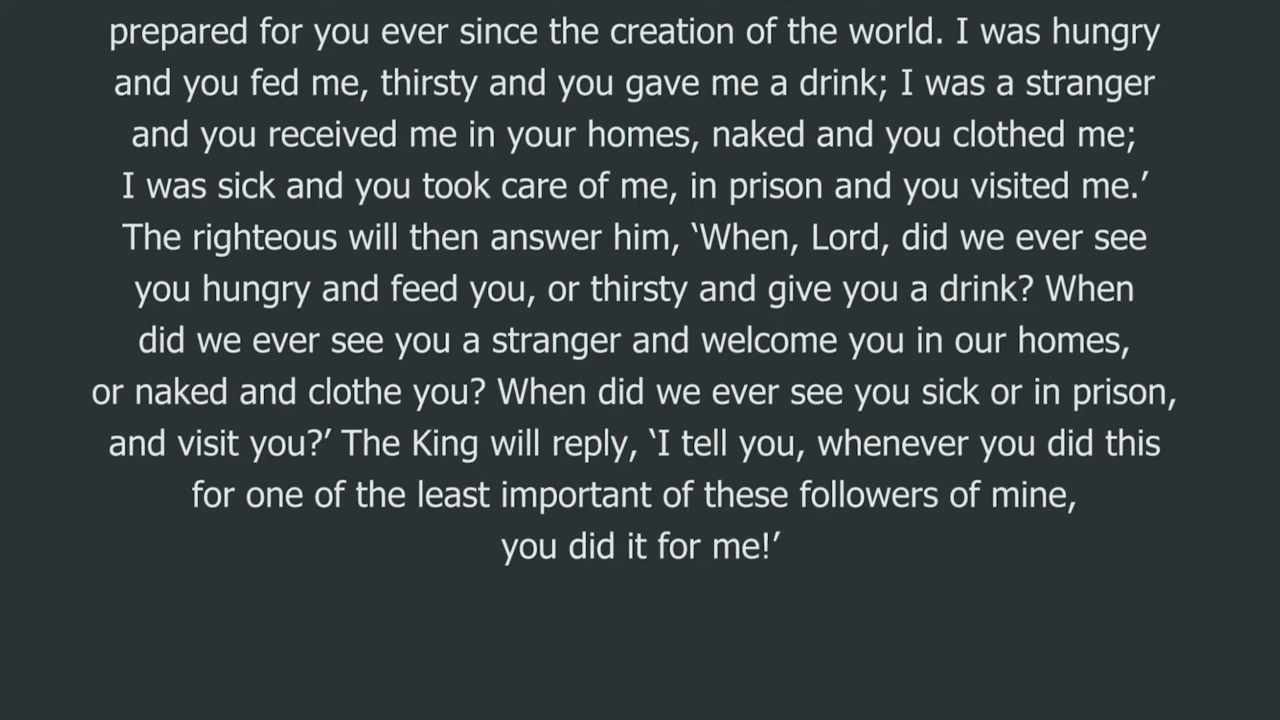 prepared for you ever since the creation of the world. I was hungry
and you fed me, thirsty and you gave me a drink; I was a stranger
and you received me in your homes, naked and you clothed me;
I was sick and you took care of me, in prison and you visited me.’
The righteous will then answer him, ‘When, Lord, did we ever see
you hungry and feed you, or thirsty and give you a drink? When
did we ever see you a stranger and welcome you in our homes,
or naked and clothe you? When did we ever see you sick or in prison,
and visit you?’ The King will reply, ‘I tell you, whenever you did this
for one of the least important of these followers of mine,
you did it for me!’